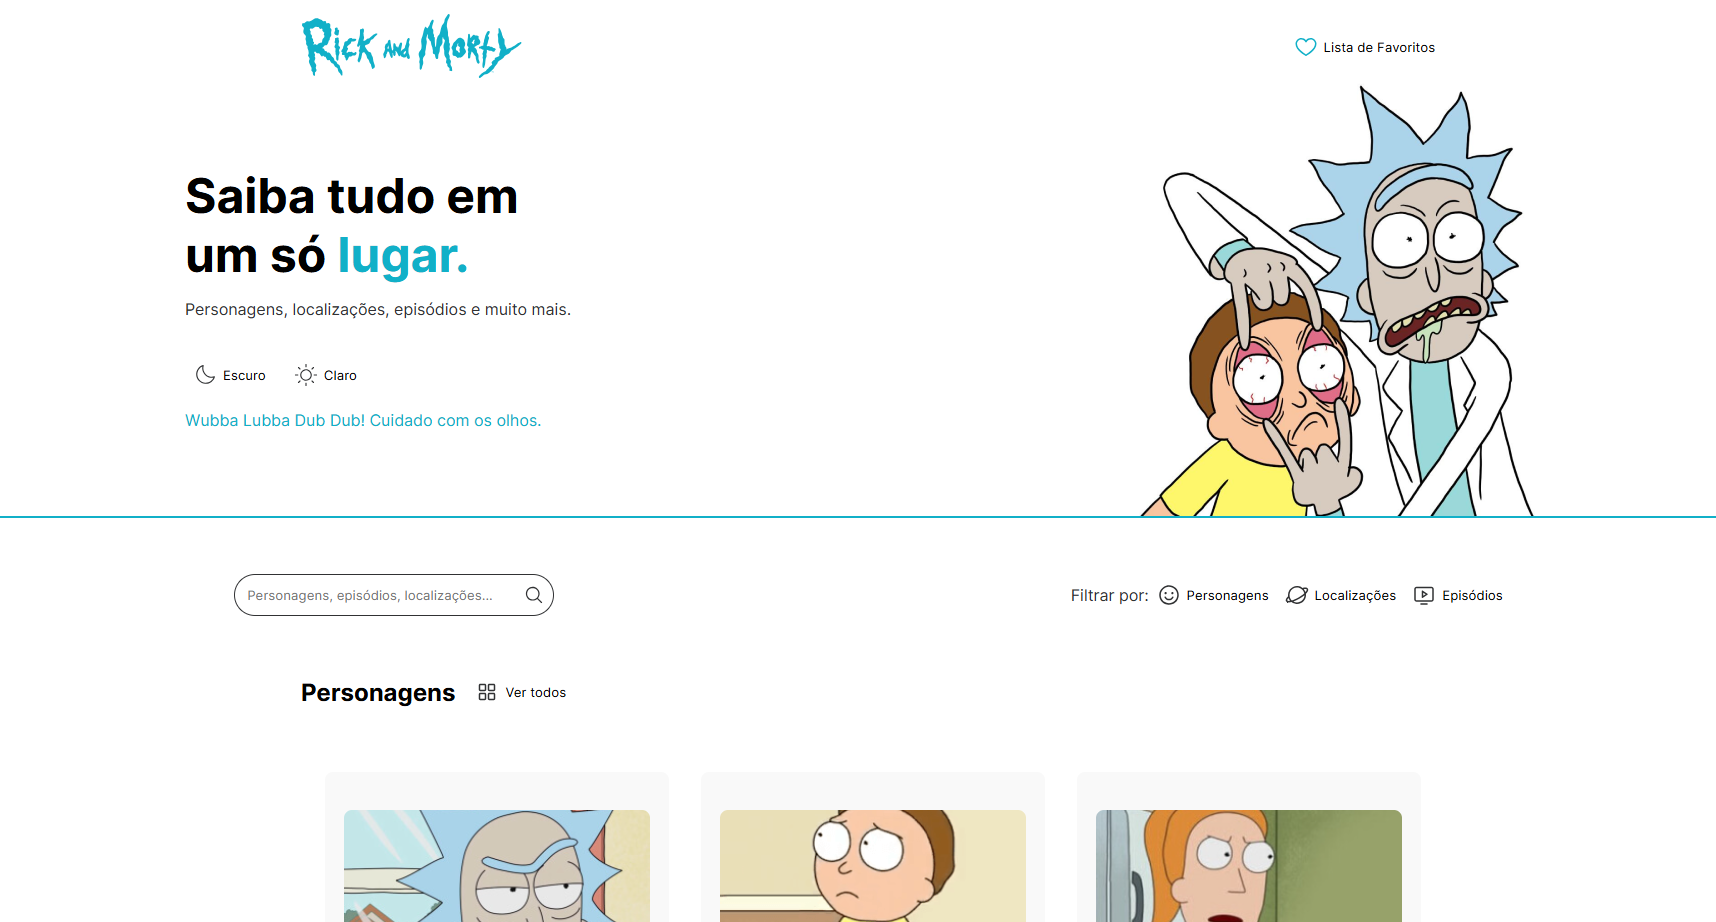 Rick and Morty
Lista de Favoritos
Saiba tudo em
um só lugar.
Personagens, localizações, episódios e muito mais.
Escuro
Claro
Wubba Lubba Dub Dub! Cuidado com os olhos.
Personagens, episódios, localizações...
Filtrar por:
Personagens
Localizações
Episódios
Personagens
Ver todos